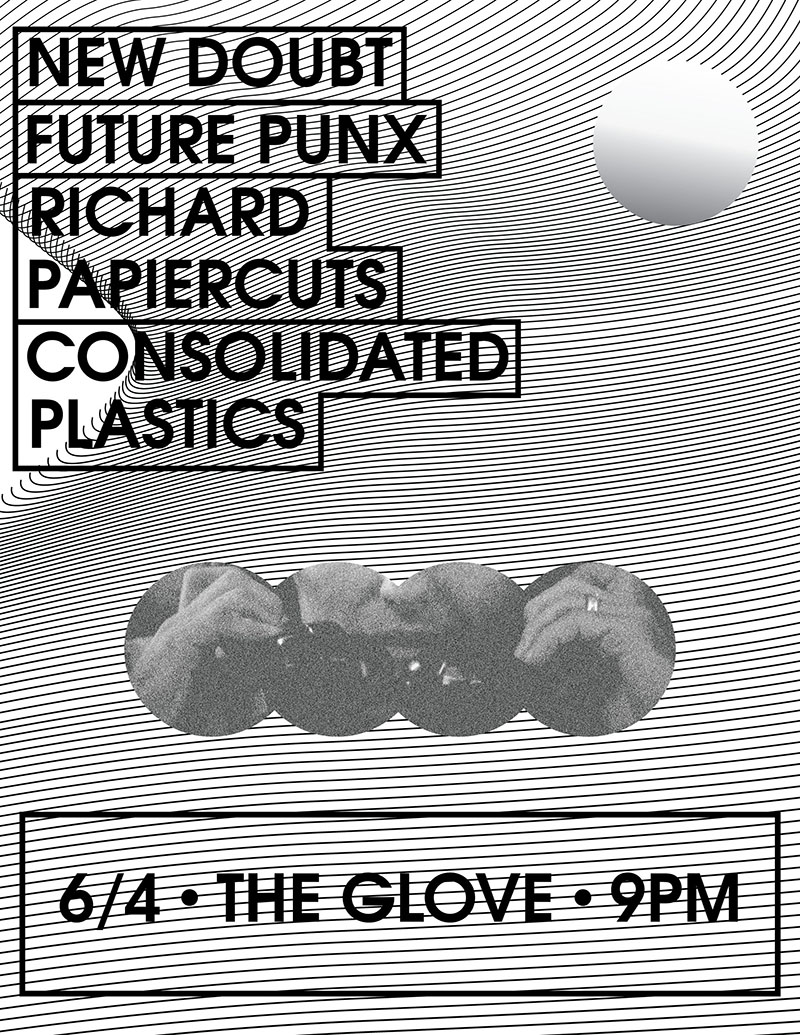 NEW DOUBT
FUTURE PUNX
RICHARD
PAPIERCUTS
CONSOLIDATED
PLASTICS
6/4 • THE GLOVE • 9PM